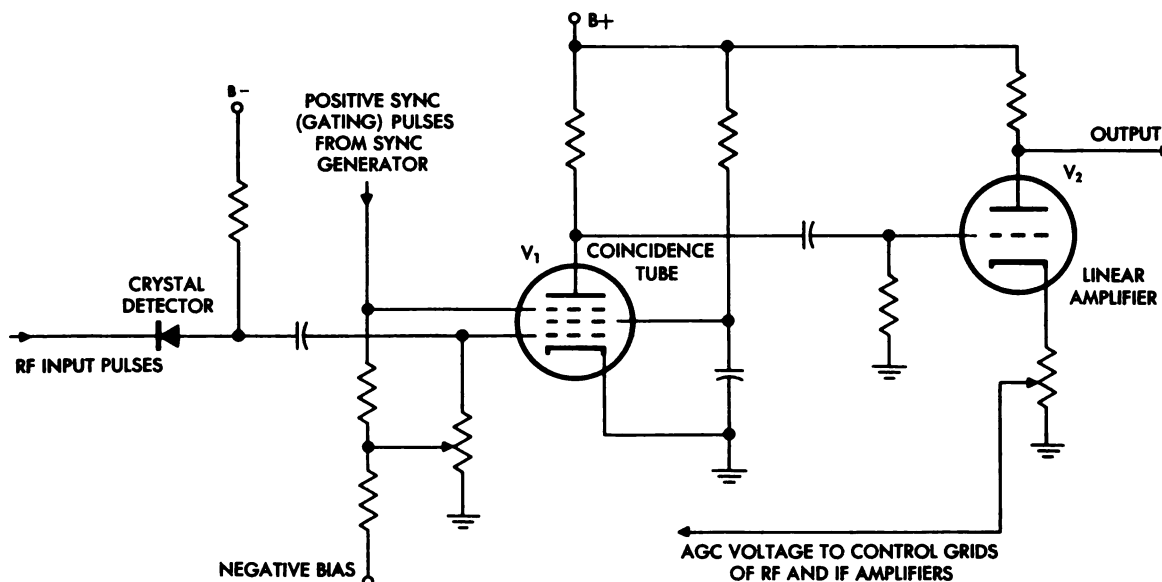 B+
B-
POSITIVE SYNC
(GATING) PULSES
FROM SYNC
GENERATOR
OUTPUT
V₂
V₁
COINCIDENCE
TUBE
CRYSTAL
DETECTOR
LINEAR
AMPLIFIER
RF INPUT PULSES
NEGATIVE BIAS
AGC VOLTAGE TO CONTROL GRIDS
OF RF AND IF AMPLIFIERS